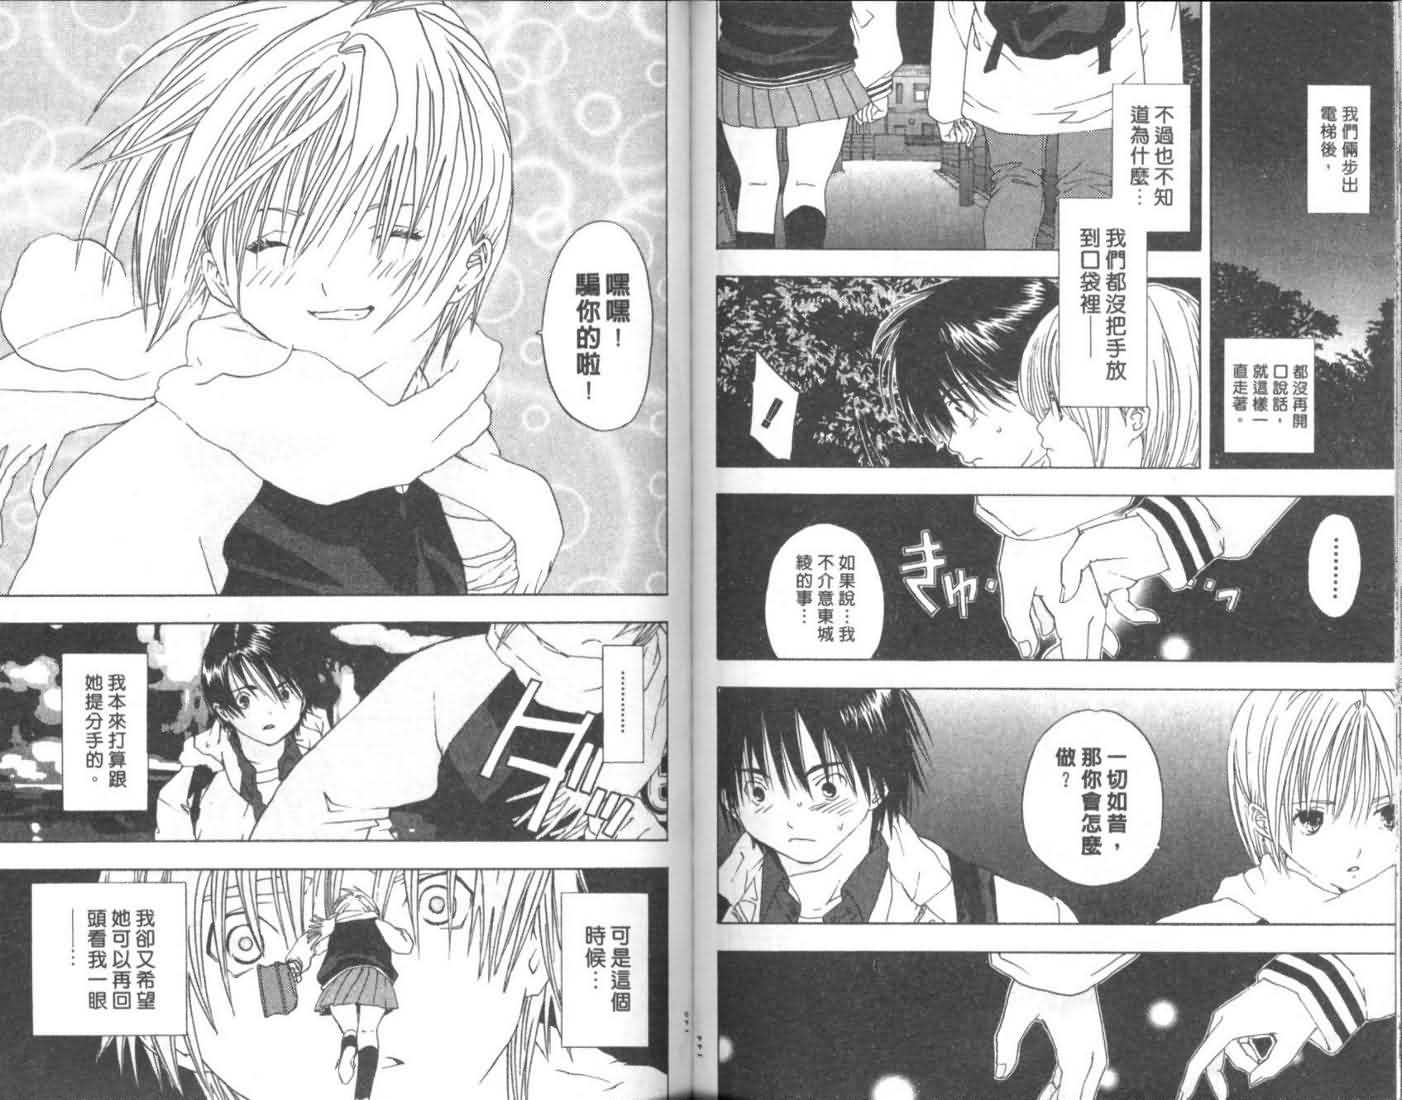 我們倆步出
電梯後，
都沒再開
口說話，
就這樣一
直走著。
不過也不知
道為什麼…
我們都沒把手放
到口袋裡──
!!
………
きゅ…っ
如果說…我
不介意東城
綾的事…
一切如昔，
那你會怎麼
做？
嘿嘿！
騙你的啦！
…………
我本來打算跟
她提分手的。
可是這個
時候…
我卻又希望
她可以再回
頭看我一眼
──……